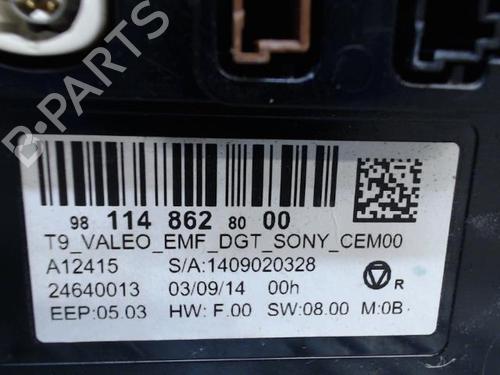 98 114 862 80 00
T9_VALEO_EMF_DGT_SONY_CEM00
A12415 S/A:1409020328
24640013 03/09/14 00h R
EEP:05.03 HW: F.00 SW:08.00 M:0B
B-PARTS